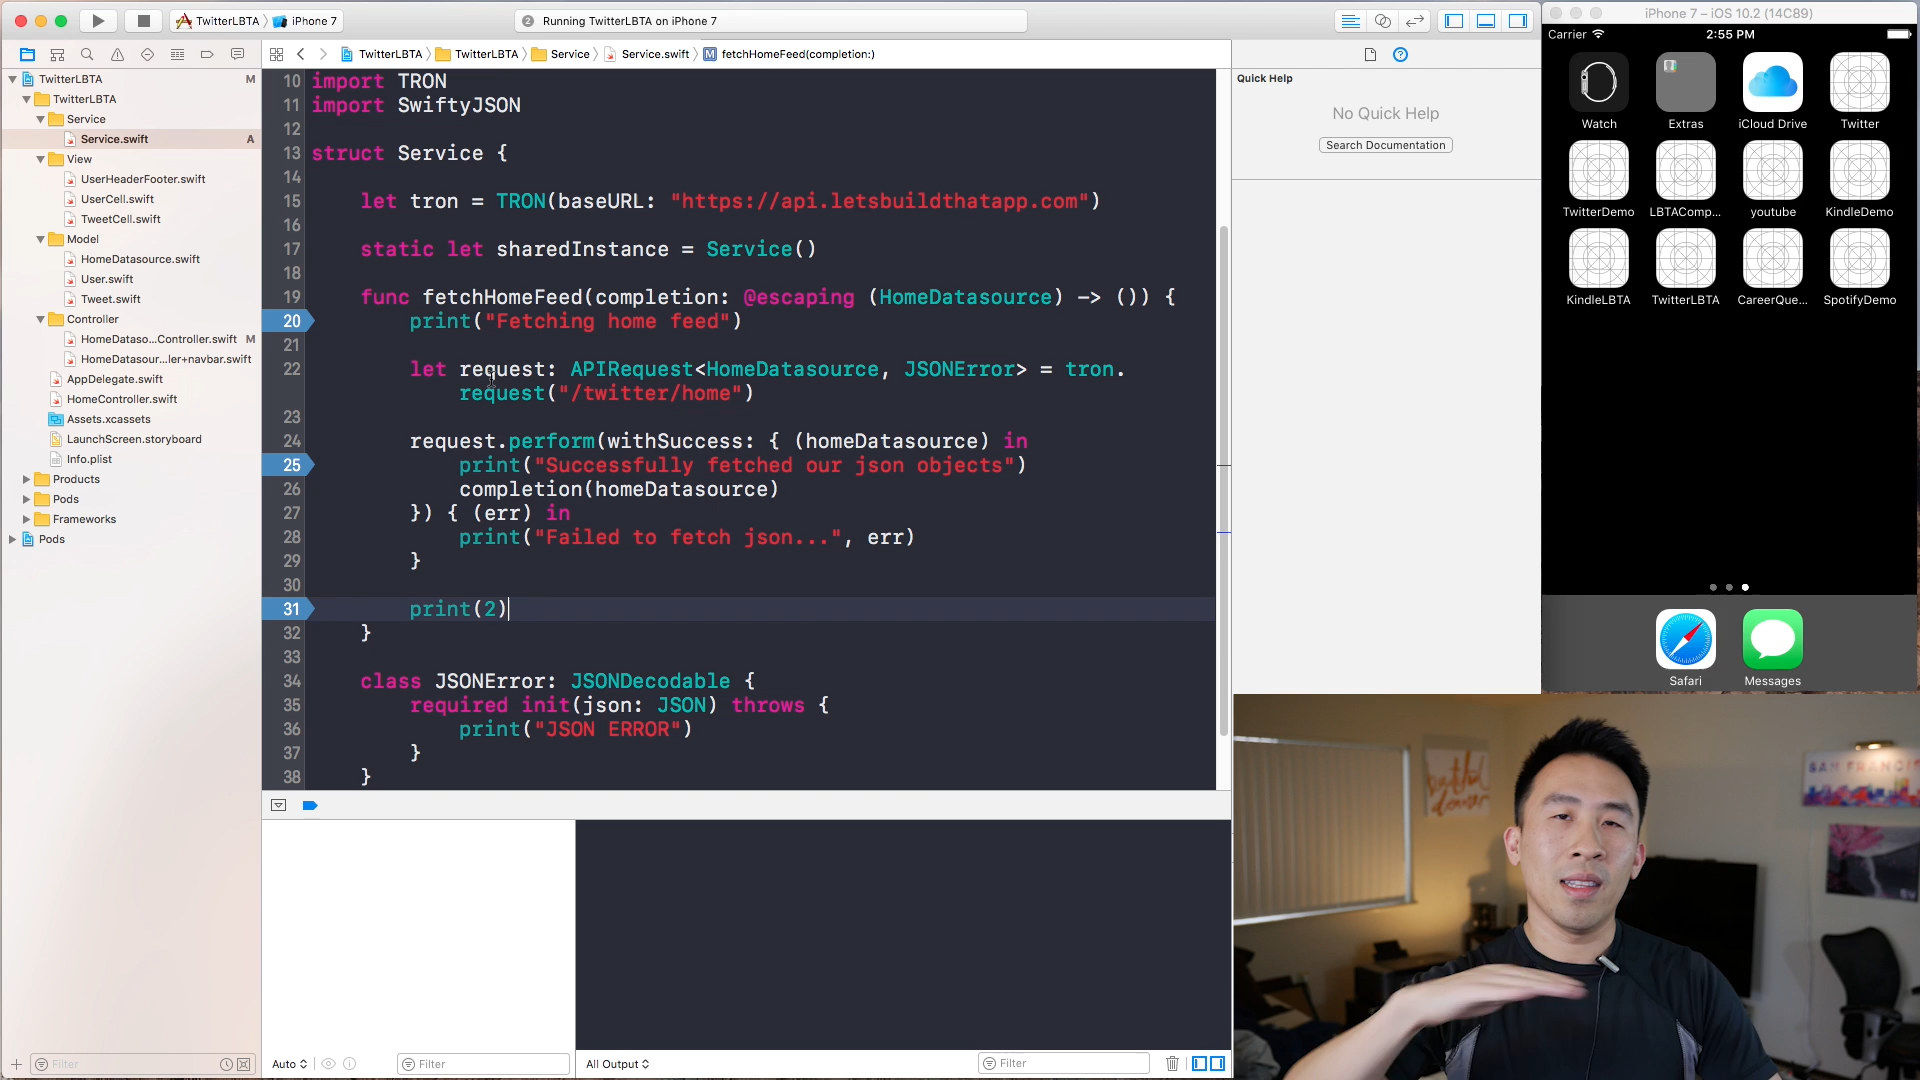 TwitterLBTA
iPhone 7
2
Running TwitterLBTA on iPhone 7
TwitterLBTA
TwitterLBTA
Service
Service.swift
M
fetchHomeFeed(completion:)
TwitterLBTA
M
TwitterLBTA
Service
Service.swift
A
View
UserHeaderFooter.swift
UserCell.swift
TweetCell.swift
Model
HomeDatasource.swift
User.swift
Tweet.swift
Controller
HomeDataso...Controller.swift
M
HomeDatasour...ler+navbar.swift
AppDelegate.swift
HomeController.swift
Assets.xcassets
LaunchScreen.storyboard
Info.plist
Products
Pods
Frameworks
Pods
Filter
10 import TRON
11 import SwiftyJSON
12
13 struct Service {
14
15 let tron = TRON(baseURL: "https://api.letsbuildthatapp.com")
16
17 static let sharedInstance = Service()
18
19 func fetchHomeFeed(completion: @escaping (HomeDatasource) -> ()) {
20 print("Fetching home feed")
21
22 let request: APIRequest<HomeDatasource, JSONError> = tron.
request("/twitter/home")
23
24 request.perform(withSuccess: { (homeDatasource) in
25 print("Successfully fetched our json objects")
26 completion(homeDatasource)
27 }) { (err) in
28 print("Failed to fetch json...", err)
29 }
30
31 print(2)
32 }
33
34 class JSONError: JSONDecodable {
35 required init(json: JSON) throws {
36 print("JSON ERROR")
37 }
38 }
Auto
Filter
All Output
Filter
Quick Help
No Quick Help
Search Documentation
iPhone 7 – iOS 10.2 (14C89)
Carrier
2:55 PM
Watch
Extras
iCloud Drive
Twitter
TwitterDemo
LBTAComp...
youtube
KindleDemo
KindleLBTA
TwitterLBTA
CareerQue...
SpotifyDemo
Safari
Messages
SAN FRANCIS